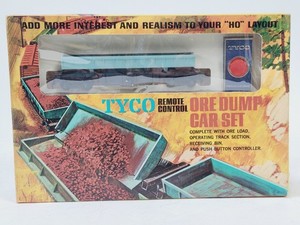 ADD MORE INTEREST AND REALISM TO YOUR "HO" LAYOUT
TYCO
REMOTE CONTROL
ORE DUMP
CAR SET
COMPLETE WITH ORE LOAD,
OPERATING TRACK SECTION,
RECEIVING BIN,
AND PUSH BUTTON CONTROLLER